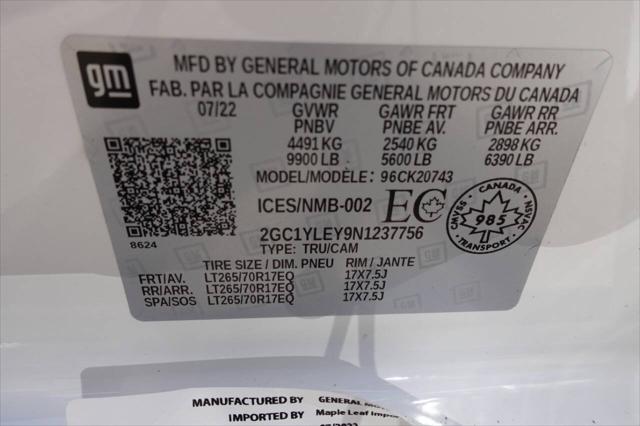 gm
MFD BY GENERAL MOTORS OF CANADA COMPANY
FAB. PAR LA COMPAGNIE GENERAL MOTORS DU CANADA
07/22 GVWR GAWR FRT GAWR RR
PNBV PNBE AV. PNBE ARR.
4491 KG 2540 KG 2898 KG
9900 LB 5600 LB 6390 LB
MODEL/MODÈLE: 96CK20743
ICES/NMB-002 EC
CANADA
CMVSS 985 NSVAC
2GC1YLEY9N1237756
8624 TYPE: TRU/CAM
TIRE SIZE / DIM. PNEU RIM / JANTE
FRT/AV. LT265/70R17EQ 17X7.5J
RR/ARR. LT265/70R17EQ 17X7.5J
SPA/SOS LT265/70R17EQ 17X7.5J
MANUFACTURED BY GENERAL
IMPORTED BY Maple Leaf